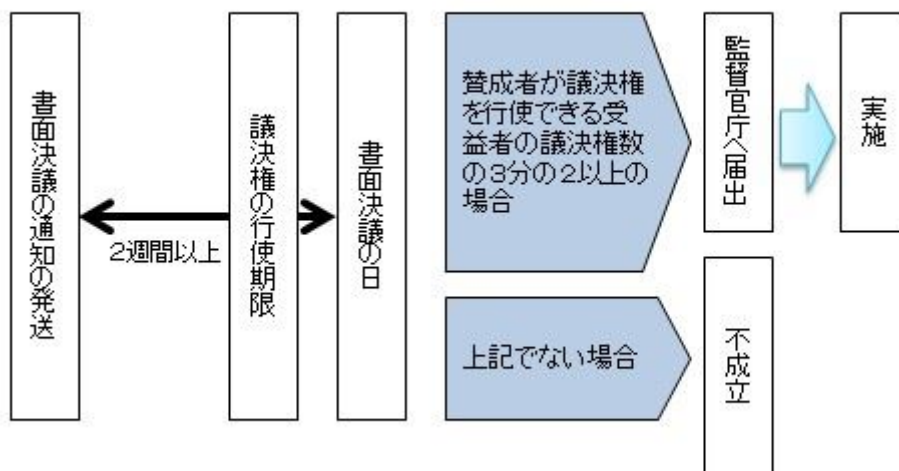 書面決議の通知の発送
2週間以上
議決権の行使期限
書面決議の日
賛成者が議決権
を行使できる受
益者の議決権数
の3分の2以上の
場合
監督官庁へ届出
実施
上記でない場合
不成立